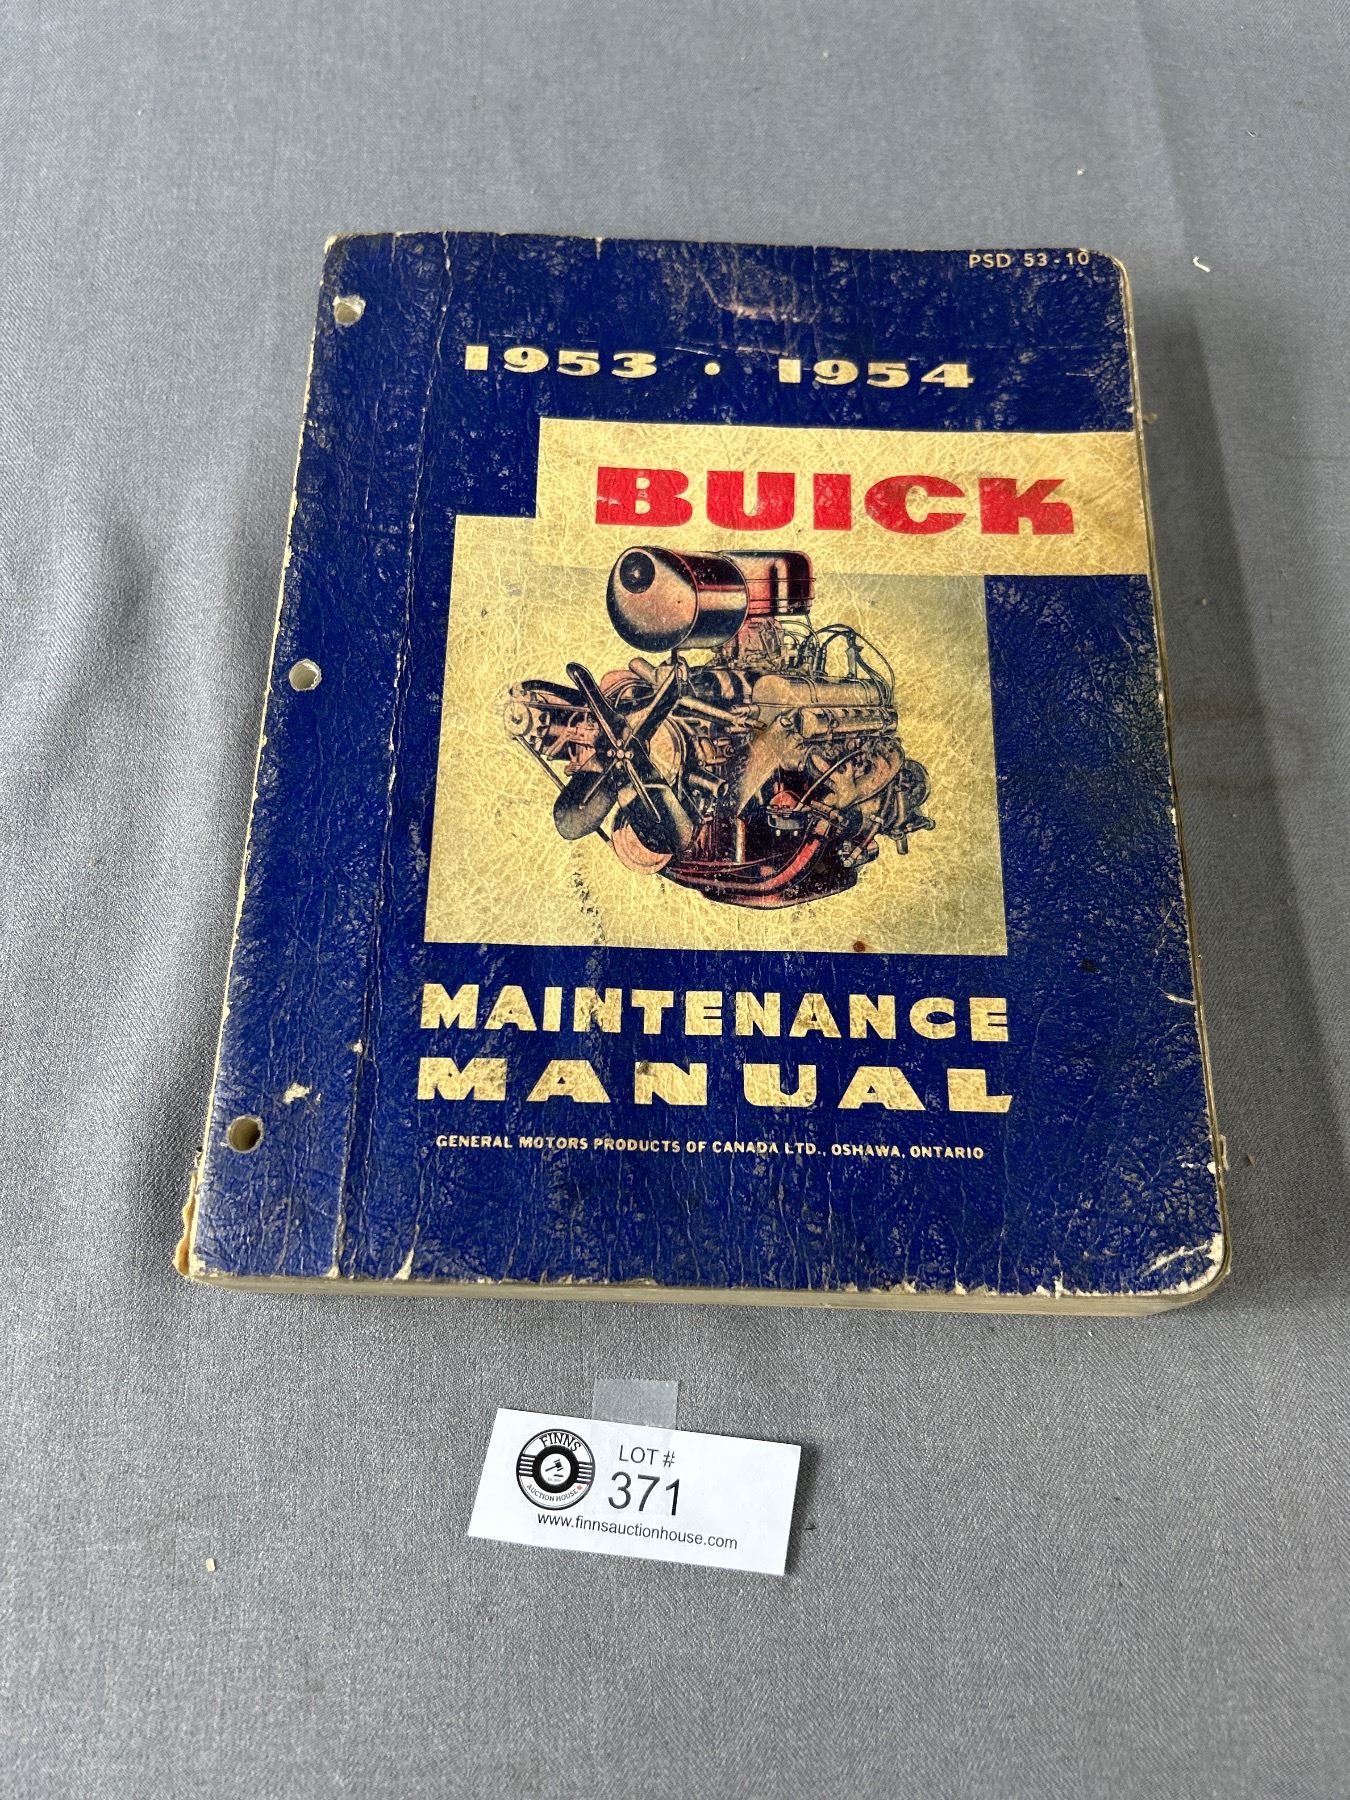 PSD 53-10
1953 • 1954
BUICK
MAINTENANCE
MANUAL
GENERAL MOTORS PRODUCTS OF CANADA LTD., OSHAWA, ONTARIO
FINNS
AUCTION HOUSE
LOT #
371
www.finnsauctionhouse.com